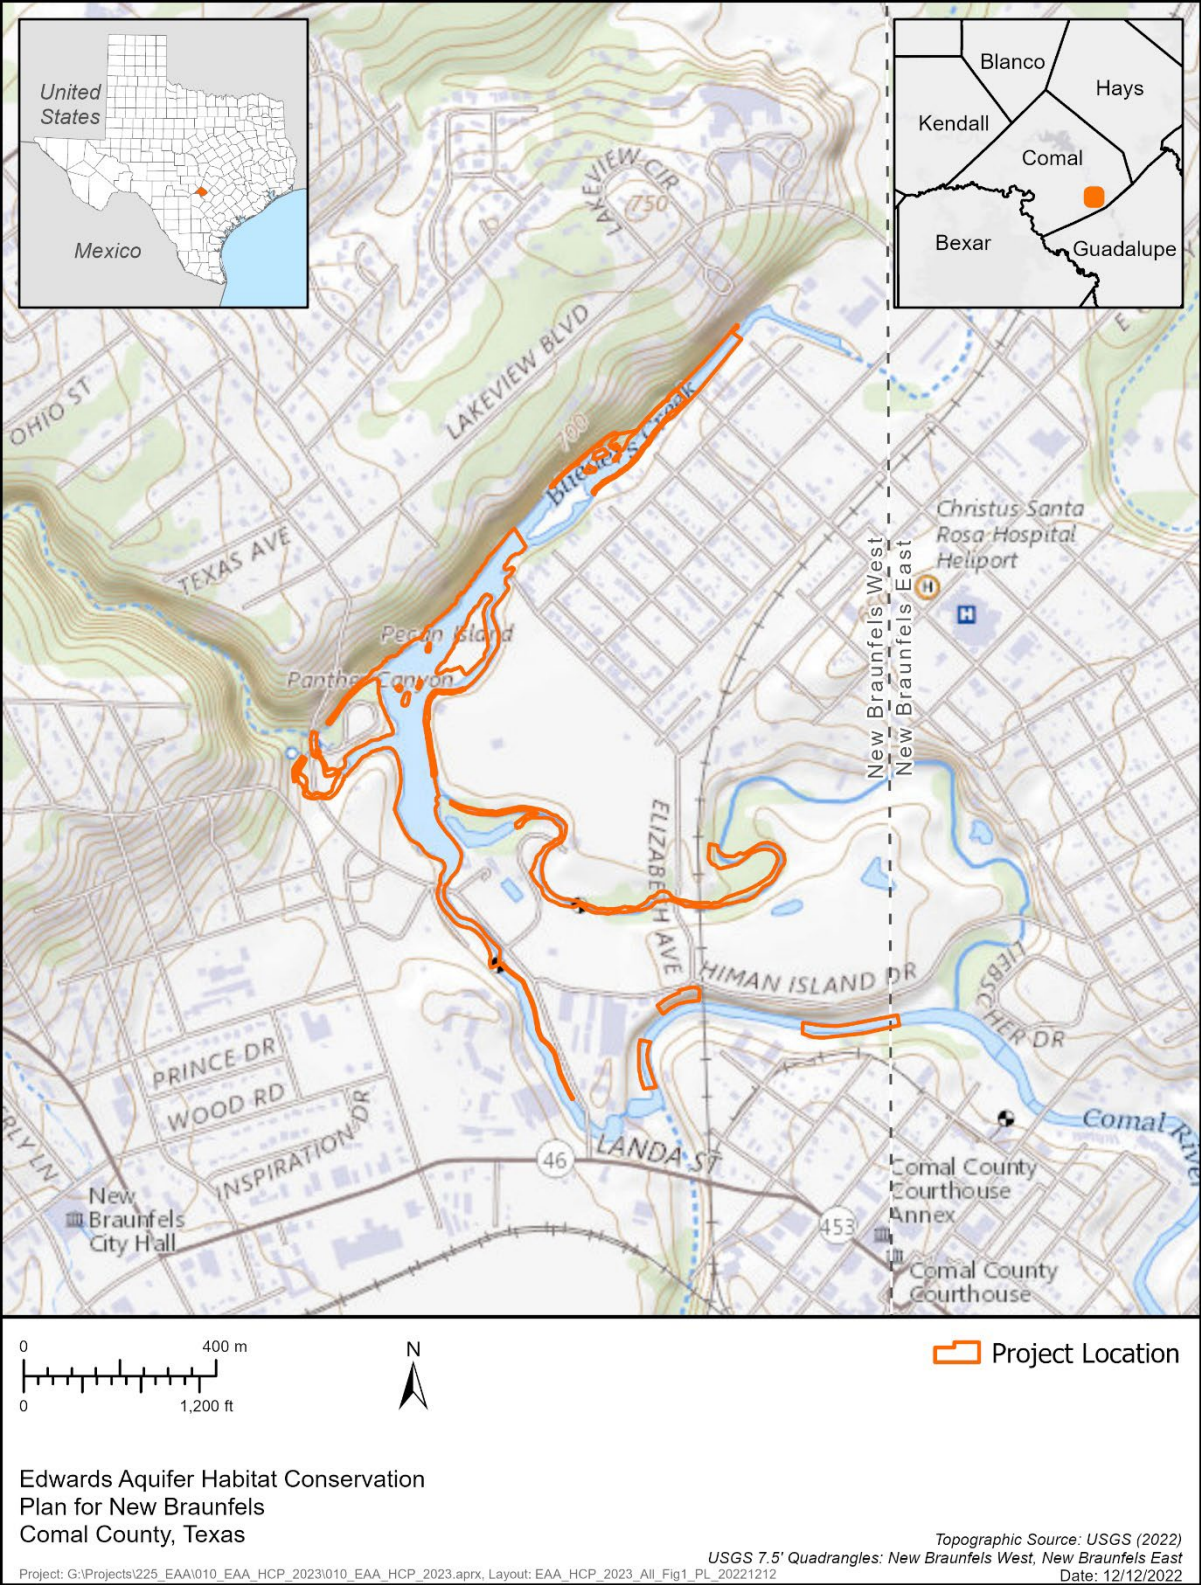 United
States
Mexico
Blanco
Hays
Kendall
Comal
Bexar
Guadalupe
LAKEVIEW CIR
750
LAKEVIEW BLVD
OHIO ST
700
TEXAS AVE
Christus Santa
Rosa Hospital
Heliport
H
H
New Braunfels West
New Braunfels East
Pecan Island
Panther Canyon
ELIZABETH AVE
HIMAN ISLAND DR
LIEBSCHER DR
PRINCE DR
WOOD RD
INSPIRATION DR
ERLY LN
Comal River
LANDA ST
46
453
Comal County
Courthouse
Annex
Comal County
Courthouse
New
Braunfels
City Hall
0 400 m
0 1,200 ft
N
Project Location
Edwards Aquifer Habitat Conservation
Plan for New Braunfels
Comal County, Texas
Topographic Source: USGS (2022)
USGS 7.5' Quadrangles: New Braunfels West, New Braunfels East
Date: 12/12/2022
Project: G:\Projects\225_EAA\010_EAA_HCP_2023\010_EAA_HCP_2023.aprx, Layout: EAA_HCP_2023_All_Fig1_PL_20221212